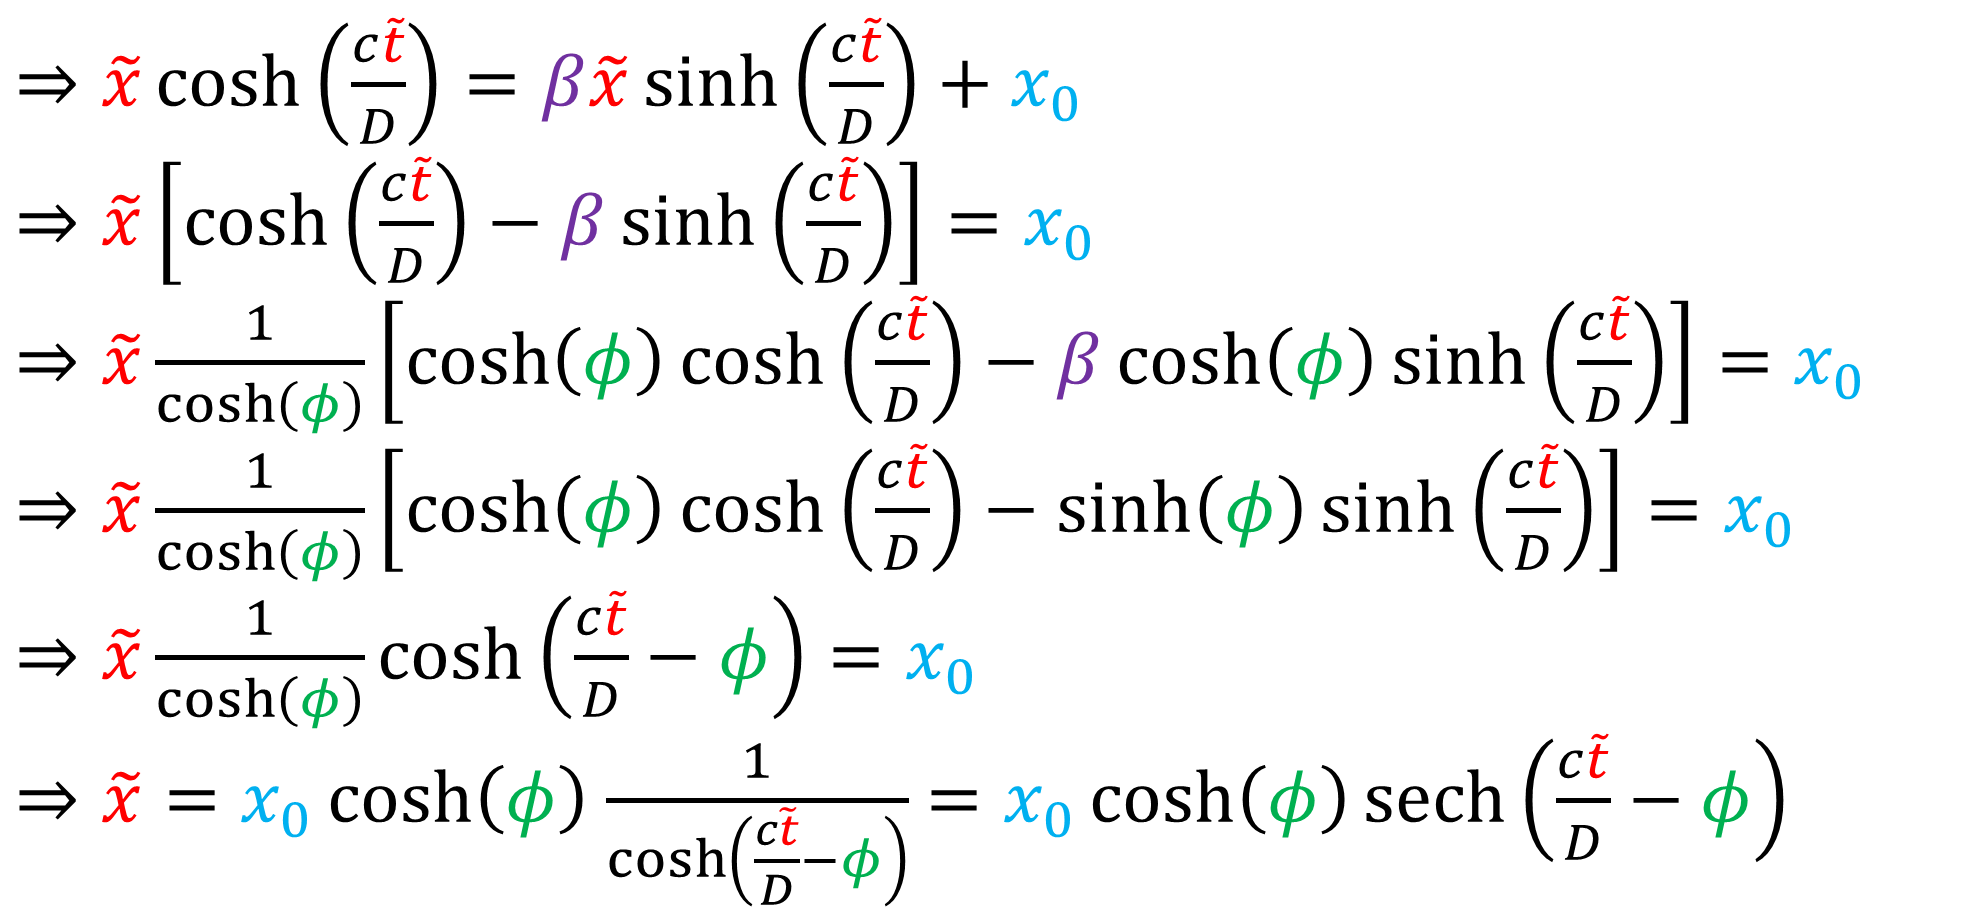 ⇒ x̃ cosh(ct̃/D) = βx̃ sinh(ct̃/D) + x₀
⇒ x̃ [cosh(ct̃/D) − β sinh(ct̃/D)] = x₀
⇒ x̃ 1/cosh(ϕ) [cosh(ϕ) cosh(ct̃/D) − β cosh(ϕ) sinh(ct̃/D)] = x₀
⇒ x̃ 1/cosh(ϕ) [cosh(ϕ) cosh(ct̃/D) − sinh(ϕ) sinh(ct̃/D)] = x₀
⇒ x̃ 1/cosh(ϕ) cosh(ct̃/D − ϕ) = x₀
⇒ x̃ = x₀ cosh(ϕ) 1/cosh(ct̃/D−ϕ) = x₀ cosh(ϕ) sech(ct̃/D − ϕ)